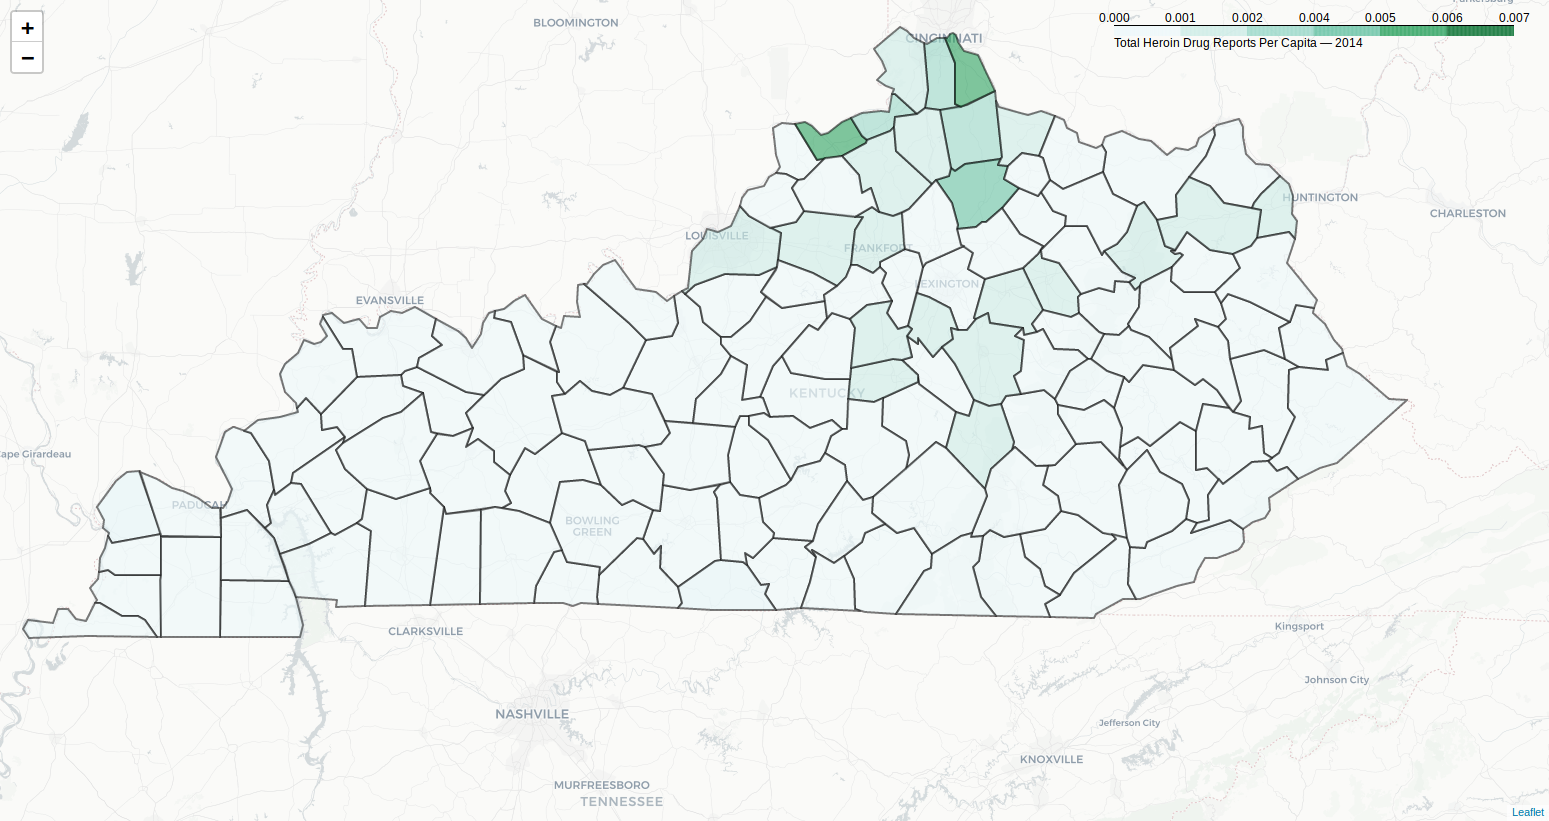 +
−
0.000 0.001 0.002 0.004 0.005 0.006 0.007
Total Heroin Drug Reports Per Capita — 2014
BLOOMINGTON
CINCINNATI
HUNTINGTON
CHARLESTON
LOUISVILLE
FRANKFORT
LEXINGTON
EVANSVILLE
KENTUCKY
Cape Girardeau
PADUCAH
BOWLING
GREEN
CLARKSVILLE
Kingsport
Johnson City
NASHVILLE
Jefferson City
KNOXVILLE
MURFREESBORO
TENNESSEE
Leaflet